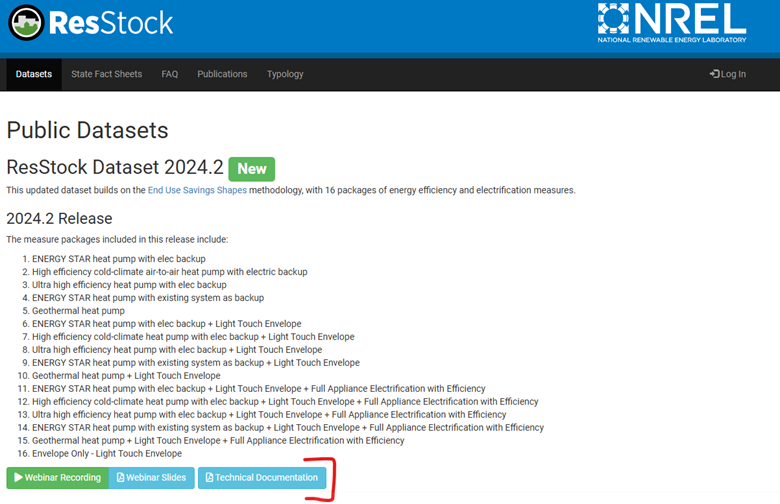 ResStock
NREL
NATIONAL RENEWABLE ENERGY LABORATORY
Datasets State Fact Sheets FAQ Publications Typology Log In
Public Datasets
ResStock Dataset 2024.2 New
This updated dataset builds on the End Use Savings Shapes methodology, with 16 packages of energy efficiency and electrification measures.
2024.2 Release
The measure packages included in this release include:
1. ENERGY STAR heat pump with elec backup
2. High efficiency cold-climate air-to-air heat pump with electric backup
3. Ultra high efficiency heat pump with elec backup
4. ENERGY STAR heat pump with existing system as backup
5. Geothermal heat pump
6. ENERGY STAR heat pump with elec backup + Light Touch Envelope
7. High efficiency cold-climate heat pump with elec backup + Light Touch Envelope
8. Ultra high efficiency heat pump with elec backup + Light Touch Envelope
9. ENERGY STAR heat pump with existing system as backup + Light Touch Envelope
10. Geothermal heat pump + Light Touch Envelope
11. ENERGY STAR heat pump with elec backup + Light Touch Envelope + Full Appliance Electrification with Efficiency
12. High efficiency cold-climate heat pump with elec backup + Light Touch Envelope + Full Appliance Electrification with Efficiency
13. Ultra high efficiency heat pump with elec backup + Light Touch Envelope + Full Appliance Electrification with Efficiency
14. ENERGY STAR heat pump with existing system as backup + Light Touch Envelope + Full Appliance Electrification with Efficiency
15. Geothermal heat pump + Light Touch Envelope + Full Appliance Electrification with Efficiency
16. Envelope Only - Light Touch Envelope
Webinar Recording Webinar Slides Technical Documentation